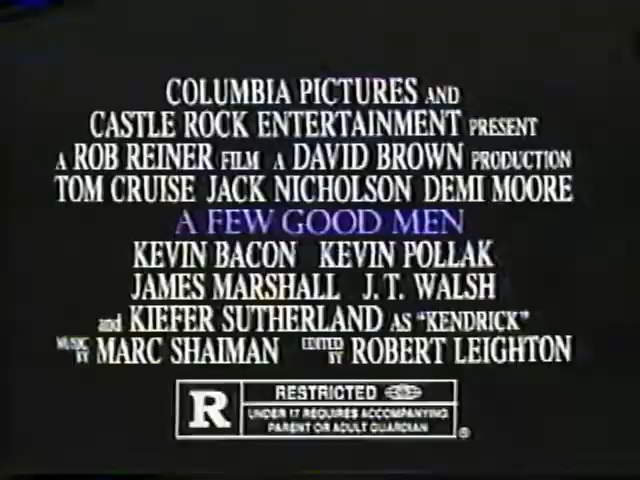 COLUMBIA PICTURES AND
CASTLE ROCK ENTERTAINMENT PRESENT
A ROB REINER FILM A DAVID BROWN PRODUCTION
TOM CRUISE JACK NICHOLSON DEMI MOORE
A FEW GOOD MEN
KEVIN BACON KEVIN POLLAK
JAMES MARSHALL J.T. WALSH
and KIEFER SUTHERLAND AS "KENDRICK"
MUSIC BY MARC SHAIMAN EDITED BY ROBERT LEIGHTON
R RESTRICTED
UNDER 17 REQUIRES ACCOMPANYING
PARENT OR ADULT GUARDIAN ®